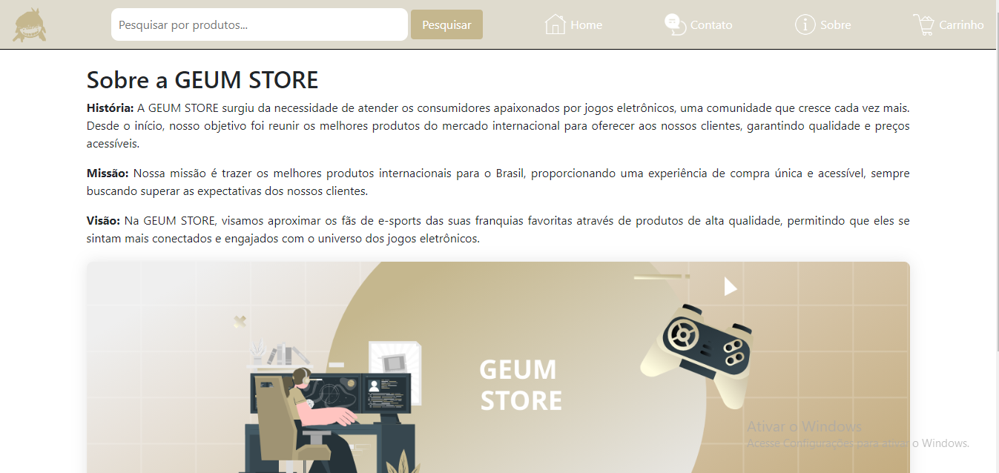 Pesquisar por produtos...
Pesquisar
Home
Contato
Sobre
Carrinho
Sobre a GEUM STORE
História: A GEUM STORE surgiu da necessidade de atender os consumidores apaixonados por jogos eletrônicos, uma comunidade que cresce cada vez mais.
Desde o início, nosso objetivo foi reunir os melhores produtos do mercado internacional para oferecer aos nossos clientes, garantindo qualidade e preços
acessíveis.
Missão: Nossa missão é trazer os melhores produtos internacionais para o Brasil, proporcionando uma experiência de compra única e acessível, sempre
buscando superar as expectativas dos nossos clientes.
Visão: Na GEUM STORE, visamos aproximar os fãs de e-sports das suas franquias favoritas através de produtos de alta qualidade, permitindo que eles se
sintam mais conectados e engajados com o universo dos jogos eletrônicos.
GEUM
STORE
Ativar o Windows
Acesse Configurações para ativar o Windows.